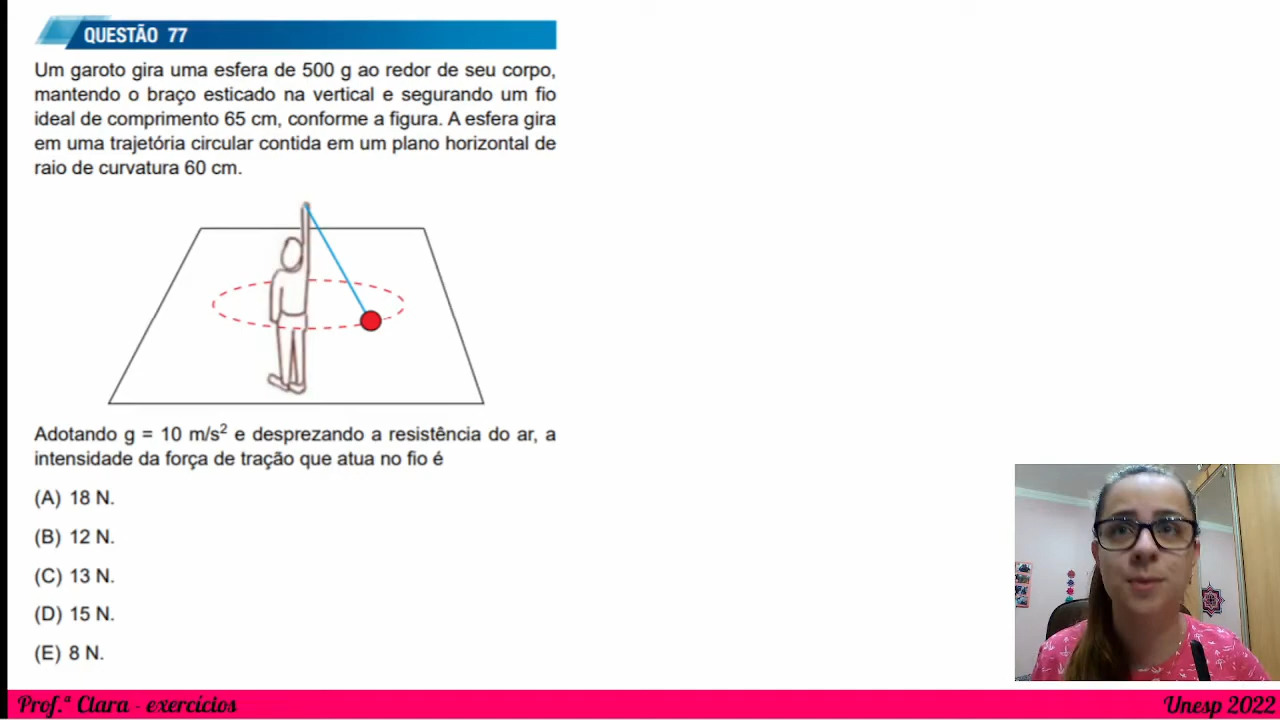 QUESTÃO 77
Um garoto gira uma esfera de 500 g ao redor de seu corpo,
mantendo o braço esticado na vertical e segurando um fio
ideal de comprimento 65 cm, conforme a figura. A esfera gira
em uma trajetória circular contida em um plano horizontal de
raio de curvatura 60 cm.
Adotando g = 10 m/s² e desprezando a resistência do ar, a
intensidade da força de tração que atua no fio é
(A) 18 N.
(B) 12 N.
(C) 13 N.
(D) 15 N.
(E) 8 N.
Prof.ª Clara - exercícios
Unesp 2022